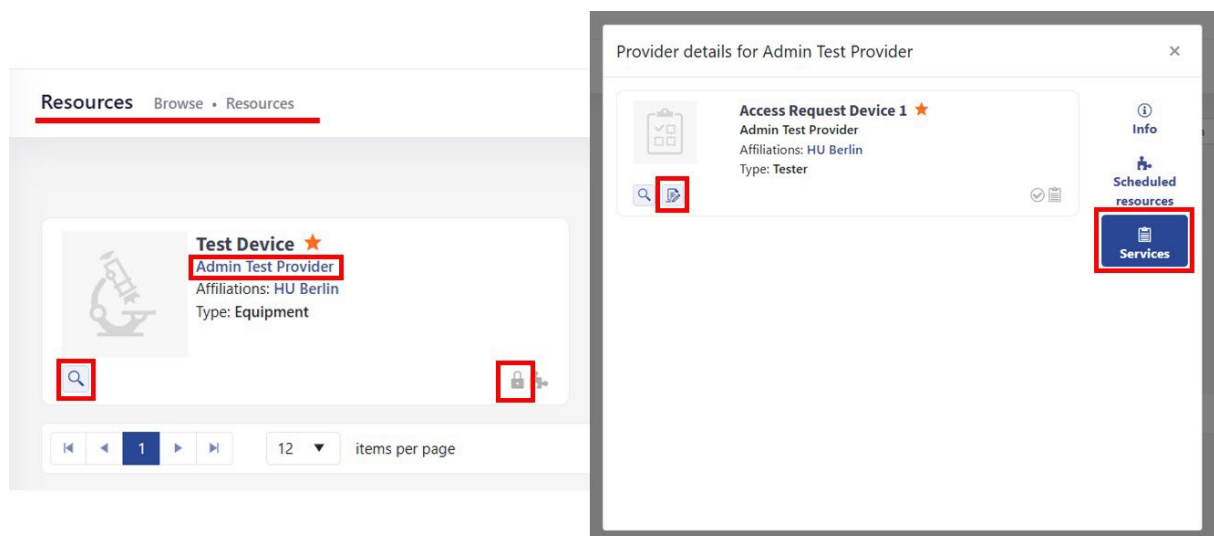 Resources Browse • Resources
Test Device
Admin Test Provider
Affiliations: HU Berlin
Type: Equipment
1 12 items per page
Provider details for Admin Test Provider
Access Request Device 1
Admin Test Provider
Affiliations: HU Berlin
Type: Tester
Info
Scheduled
resources
Services